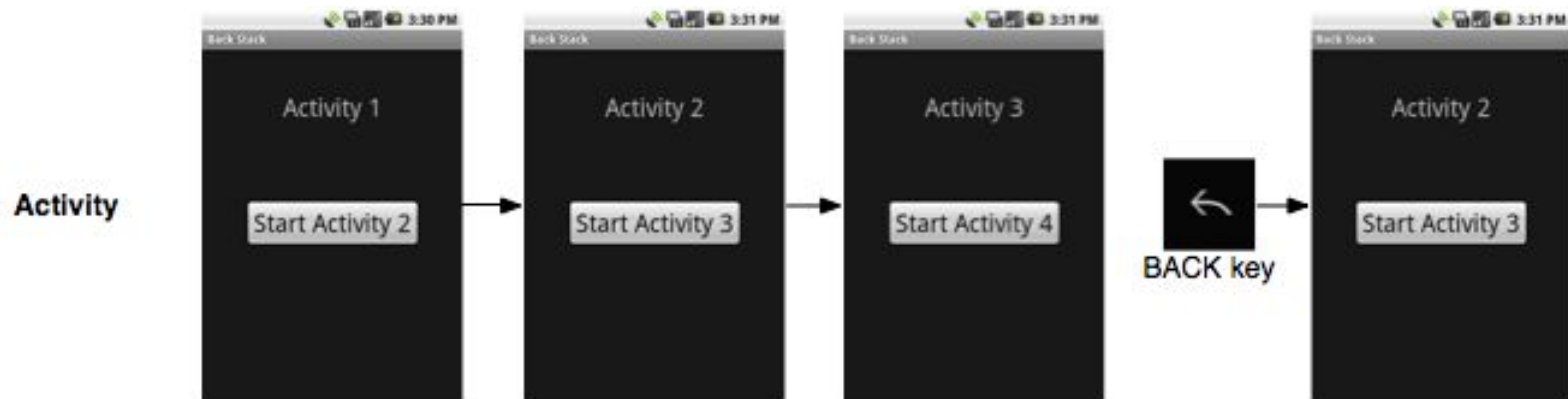 3:30 PM
Back Stack
Activity 1
Start Activity 2
3:31 PM
Back Stack
Activity 2
Start Activity 3
3:31 PM
Back Stack
Activity 3
Start Activity 4
3:31 PM
Back Stack
Activity 2
Start Activity 3
Activity
BACK key